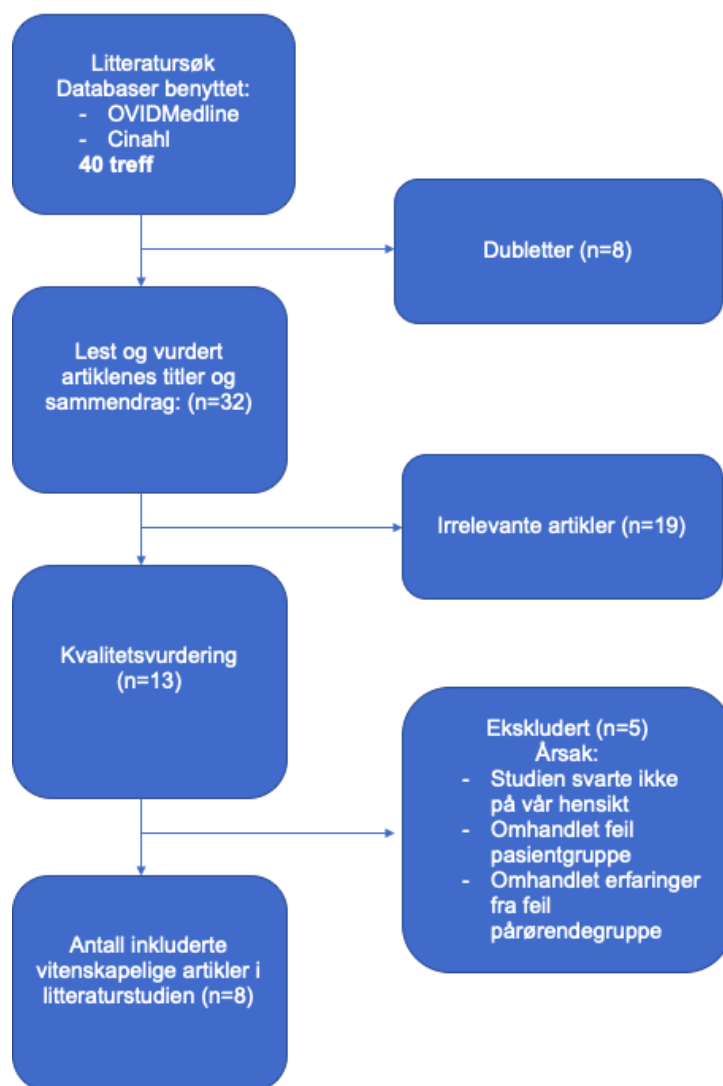 Litteratursøk
Databaser benyttet:
- OVIDMedline
- Cinahl
40 treff
Dubletter (n=8)
Lest og vurdert
artiklenes titler og
sammendrag: (n=32)
Irrelevante artikler (n=19)
Kvalitetsvurdering
(n=13)
Ekskludert (n=5)
Årsak:
- Studien svarte ikke
på vår hensikt
- Omhandlet feil
pasientgruppe
- Omhandlet erfaringer
fra feil
pårørendegruppe
Antall inkluderte
vitenskapelige artikler i
litteraturstudien (n=8)